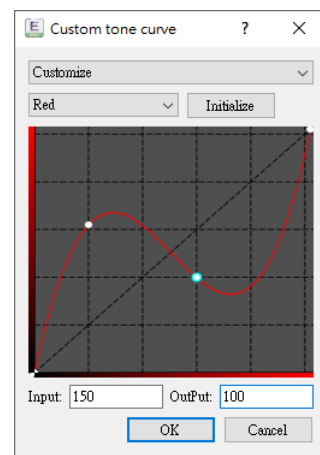 E Custom tone curve ?
Customize
Red Initialize
Input: 150 OutPut: 100
OK Cancel